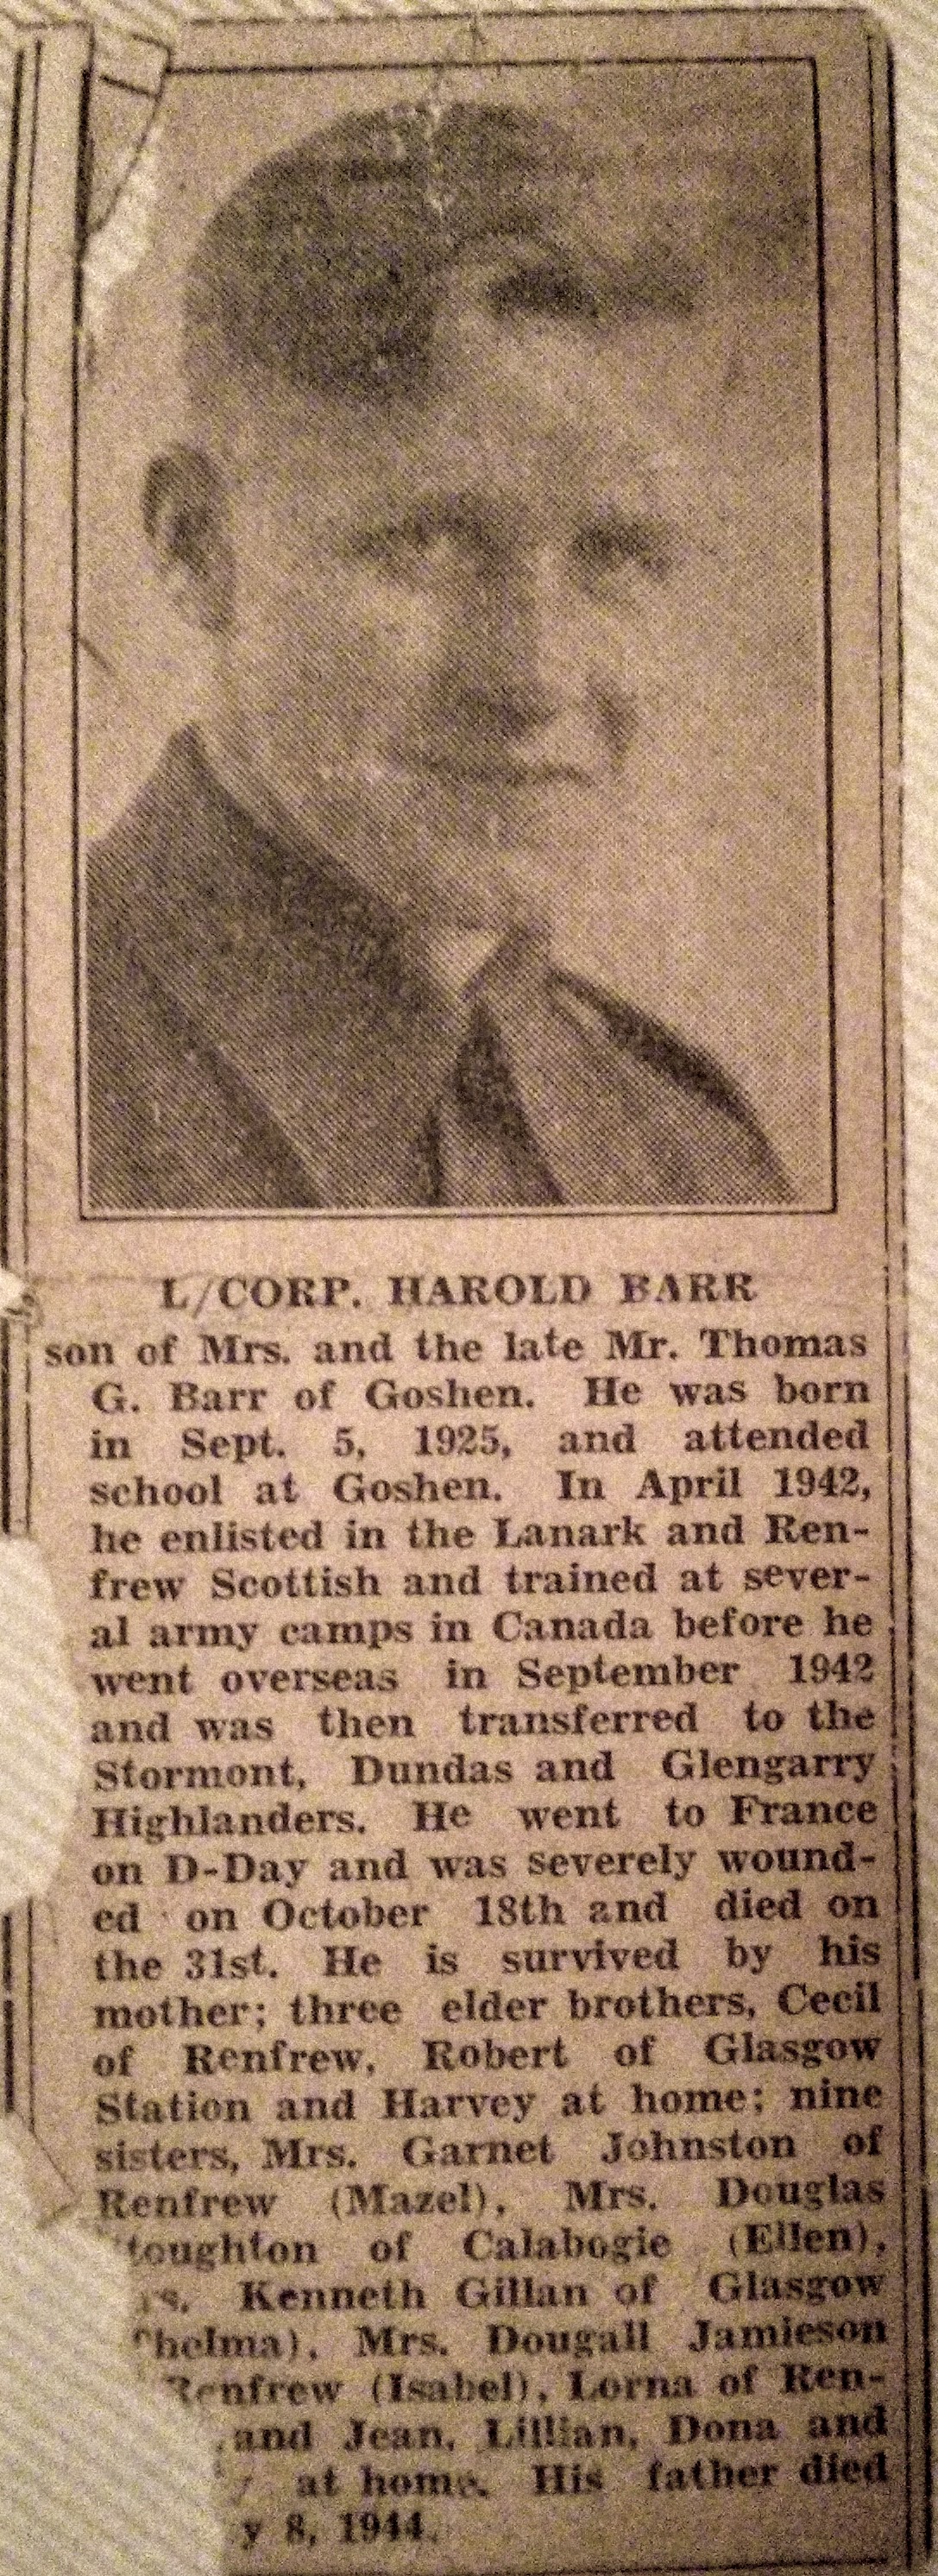 L/CORP. HAROLD BARR
son of Mrs. and the late Mr. Thomas
G. Barr of Goshen. He was born
in Sept. 5, 1925, and attended
school at Goshen. In April 1942,
he enlisted in the Lanark and Ren-
frew Scottish and trained at sever-
al army camps in Canada before he
went overseas in September 1942
and was then transferred to the
Stormont, Dundas and Glengarry
Highlanders. He went to France
on D-Day and was severely wound-
ed on October 18th and died on
the 31st. He is survived by his
mother; three elder brothers, Cecil
of Renfrew, Robert of Glasgow
Station and Harvey at home; nine
sisters, Mrs. Garnet Johnston of
Renfrew (Mazel), Mrs. Douglas
toughton of Calabogie (Ellen),
rs. Kenneth Gillan of Glasgow
helma), Mrs. Dougall Jamieson
Renfrew (Isabel), Lorna of Ren-
and Jean, Lillian, Dona and
at home. His father died
y 8, 1944.